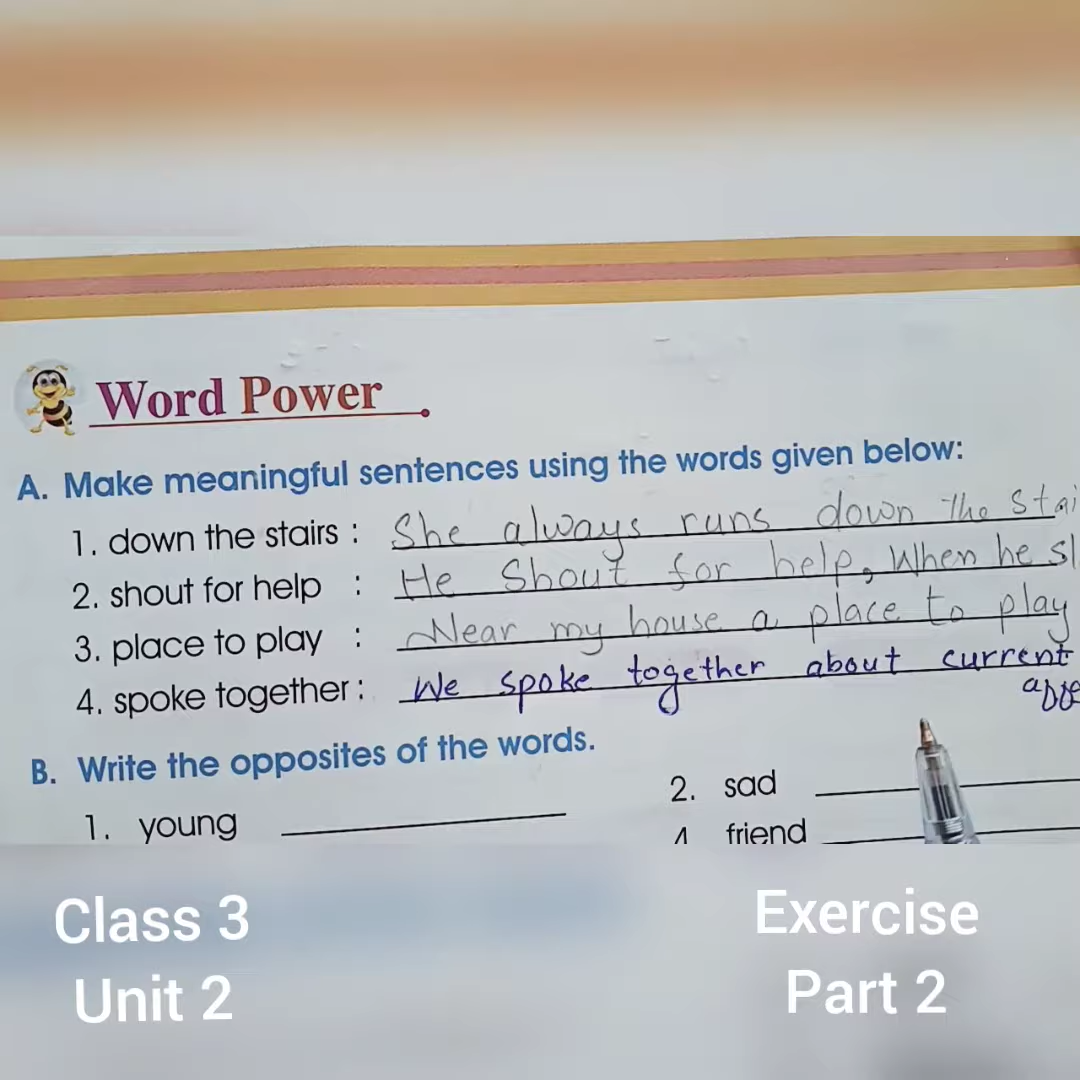 Word Power
A. Make meaningful sentences using the words given below:
1. down the stairs : She always runs down the stai
2. shout for help : He Shout for help, When he sl
3. place to play : Near my house a place to play
4. spoke together : We spoke together about current
B. Write the opposites of the words.
1. young
2. sad
friend
Class 3
Unit 2
Exercise
Part 2